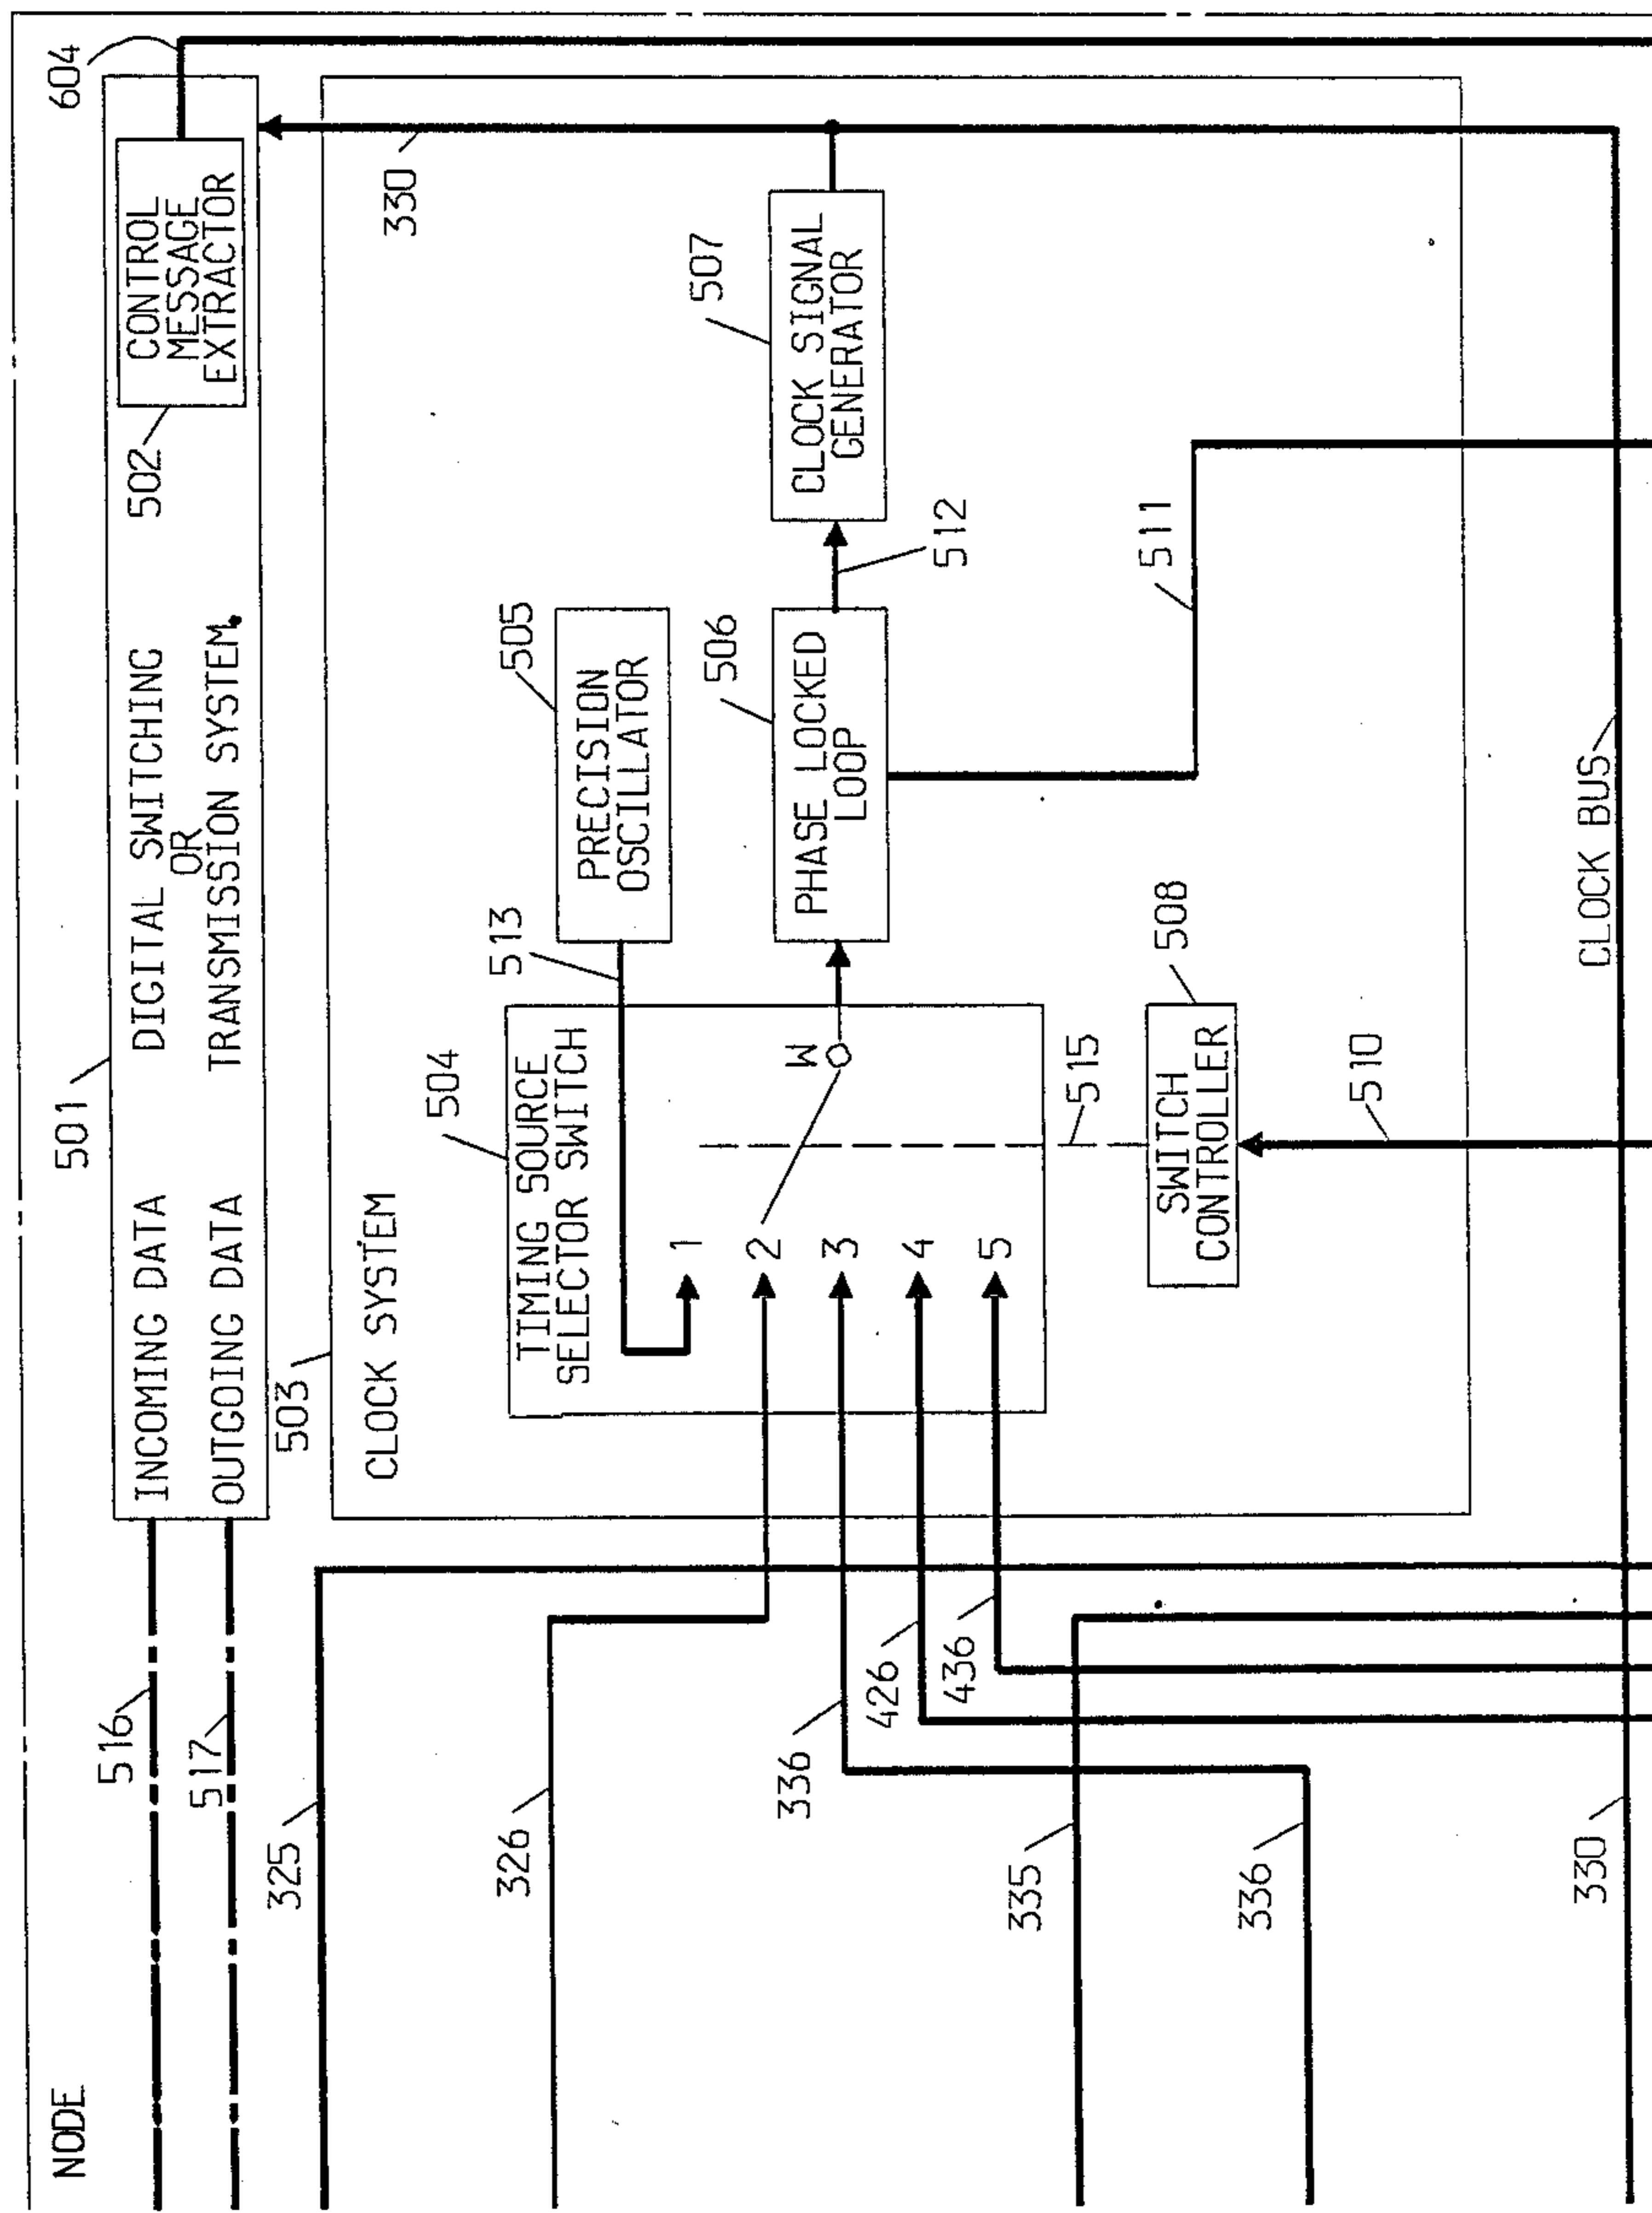 NODE
501
604
516
INCOMING DATA
DIGITAL SWITCHING
OR
TRANSMISSION SYSTEM.
CONTROL
MESSAGE
EXTRACTOR
502
517
OUTGOING DATA
503
325
CLOCK SYSTEM
330
504
513
505
326
TIMING SOURCE
SELECTOR SWITCH
PRECISION
OSCILLATOR
506
507
1
2
3
4
5
W
PHASE LOCKED
LOOP
CLOCK SIGNAL
GENERATOR
512
336
426
436
335
515
508
511
SWITCH
CONTROLLER
336
510
330
CLOCK BUS